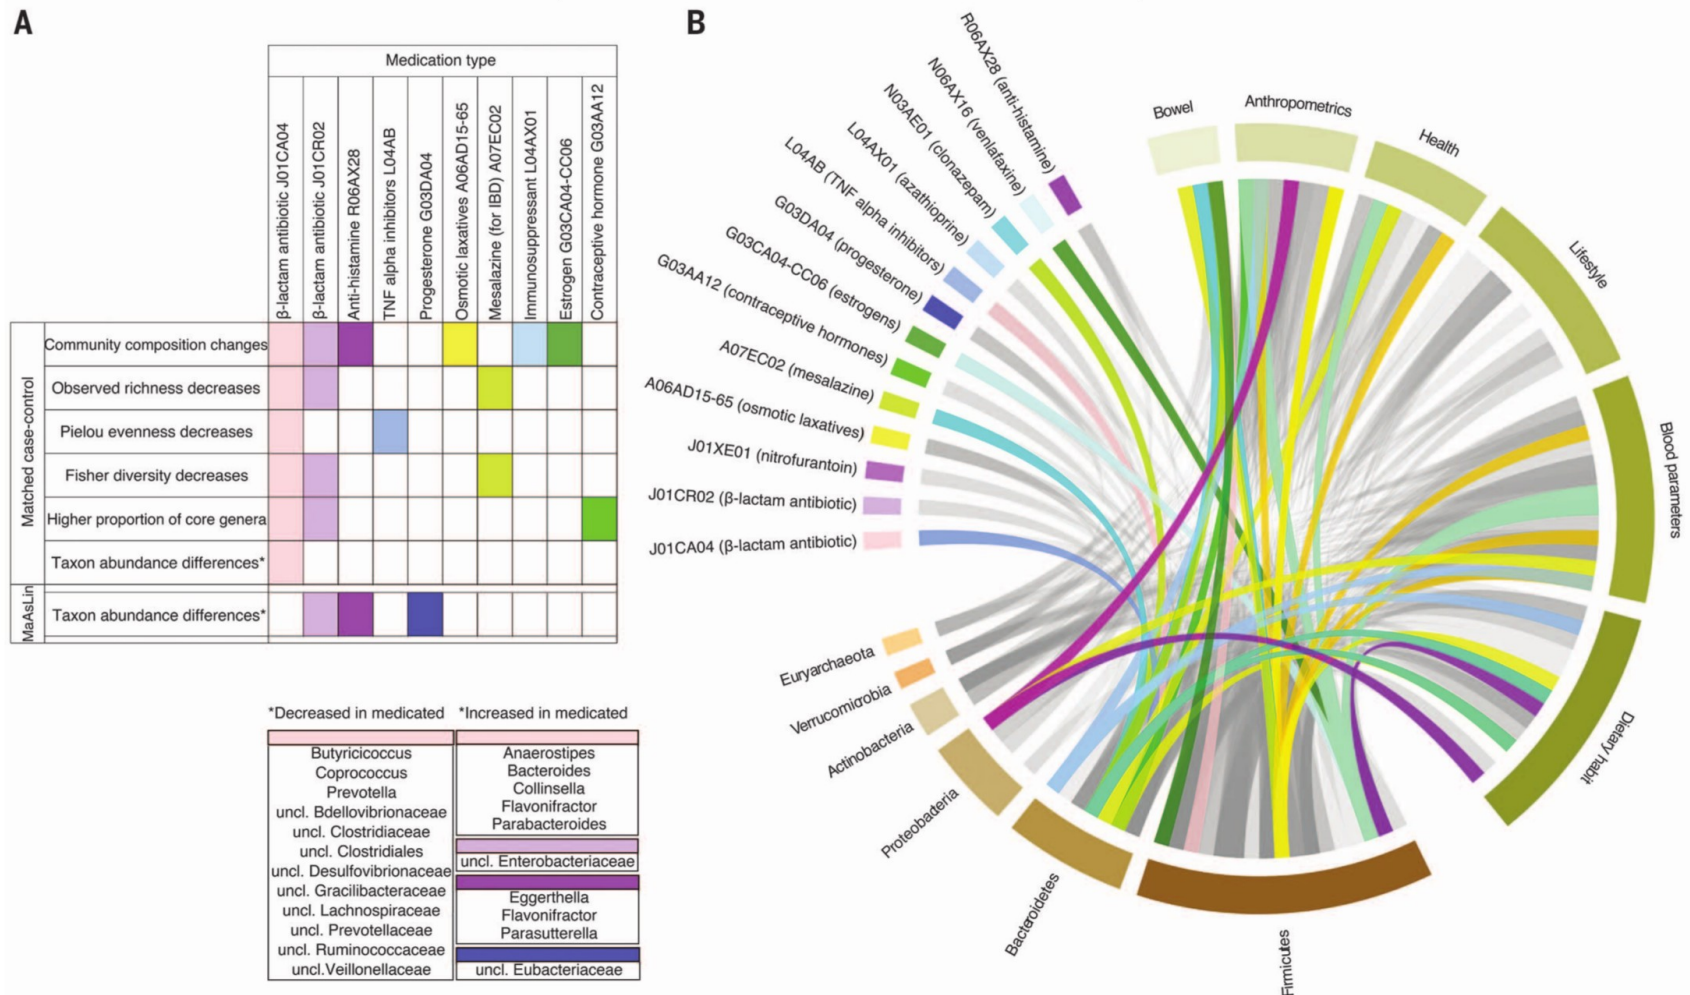 A
Medication type
β-lactam antibiotic J01CA04
β-lactam antibiotic J01CR02
Anti-histamine R06AX28
TNF alpha inhibitors L04AB
Progesterone G03DA04
Osmotic laxatives A06AD15-65
Mesalazine (for IBD) A07EC02
Immunosuppressant L04AX01
Estrogen G03CA04-CC06
Contraceptive hormone G03AA12
Matched case-control
Community composition changes
Observed richness decreases
Pielou evenness decreases
Fisher diversity decreases
Higher proportion of core genera
Taxon abundance differences*
MaAsLin
Taxon abundance differences*
*Decreased in medicated
Butyricicoccus
Coprococcus
Prevotella
uncl. Bdellovibrionaceae
uncl. Clostridiaceae
uncl. Clostridiales
uncl. Desulfovibrionaceae
uncl. Gracilibacteraceae
uncl. Lachnospiraceae
uncl. Prevotellaceae
uncl. Ruminococcaceae
uncl.Veillonellaceae
*Increased in medicated
Anaerostipes
Bacteroides
Collinsella
Flavonifractor
Parabacteroides
uncl. Enterobacteriaceae
Eggerthella
Flavonifractor
Parasutterella
uncl. Eubacteriaceae
B
R06AX28 (anti-histamine)
N06AX16 (venlafaxine)
N03AE01 (clonazepam)
L04AX01 (azathioprine)
L04AB (TNF alpha inhibitors)
G03DA04 (progesterone)
G03CA04-CC06 (estrogens)
G03AA12 (contraceptive hormones)
A07EC02 (mesalazine)
A06AD15-65 (osmotic laxatives)
J01XE01 (nitrofurantoin)
J01CR02 (β-lactam antibiotic)
J01CA04 (β-lactam antibiotic)
Bowel
Anthropometrics
Health
Lifestyle
Blood parameters
Dietary habit
Euryarchaeota
Verrucomicrobia
Actinobacteria
Proteobacteria
Bacteroidetes
Firmicutes